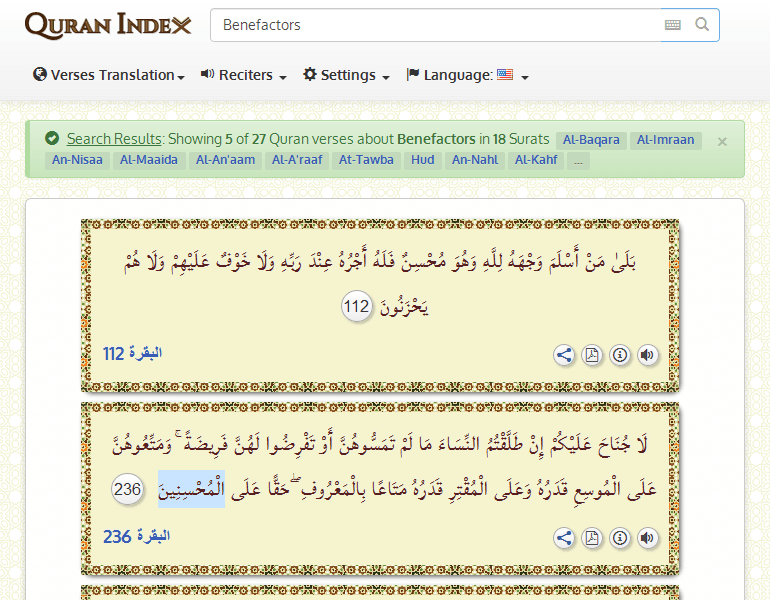 QURAN INDEX
Benefactors
Verses Translation
Reciters
Settings
Language:
Search Results: Showing 5 of 27 Quran verses about Benefactors in 18 Surats Al-Baqara Al-Imraan
An-Nisaa Al-Maaida Al-An'aam Al-A'raaf At-Tawba Hud An-Nahl Al-Kahf ...
×
بَلَىٰ مَنْ أَسْلَمَ وَجْهَهُ لِلَّهِ وَهُوَ مُحْسِنٌ فَلَهُ أَجْرُهُ عِنْدَ رَبِّهِ وَلَا خَوْفٌ عَلَيْهِمْ وَلَا هُمْ
يَحْزَنُونَ 112
البقرة 112
لَا جُنَاحَ عَلَيْكُمْ إِنْ طَلَّقْتُمُ النِّسَاءَ مَا لَمْ تَمَسُّوهُنَّ أَوْ تَفْرِضُوا لَهُنَّ فَرِيضَةً ۚ وَمَتِّعُوهُنَّ
عَلَى الْمُوسِعِ قَدَرُهُ وَعَلَى الْمُقْتِرِ قَدَرُهُ مَتَاعًا بِالْمَعْرُوفِ ۖ حَقًّا عَلَى الْمُحْسِنِينَ 236
البقرة 236